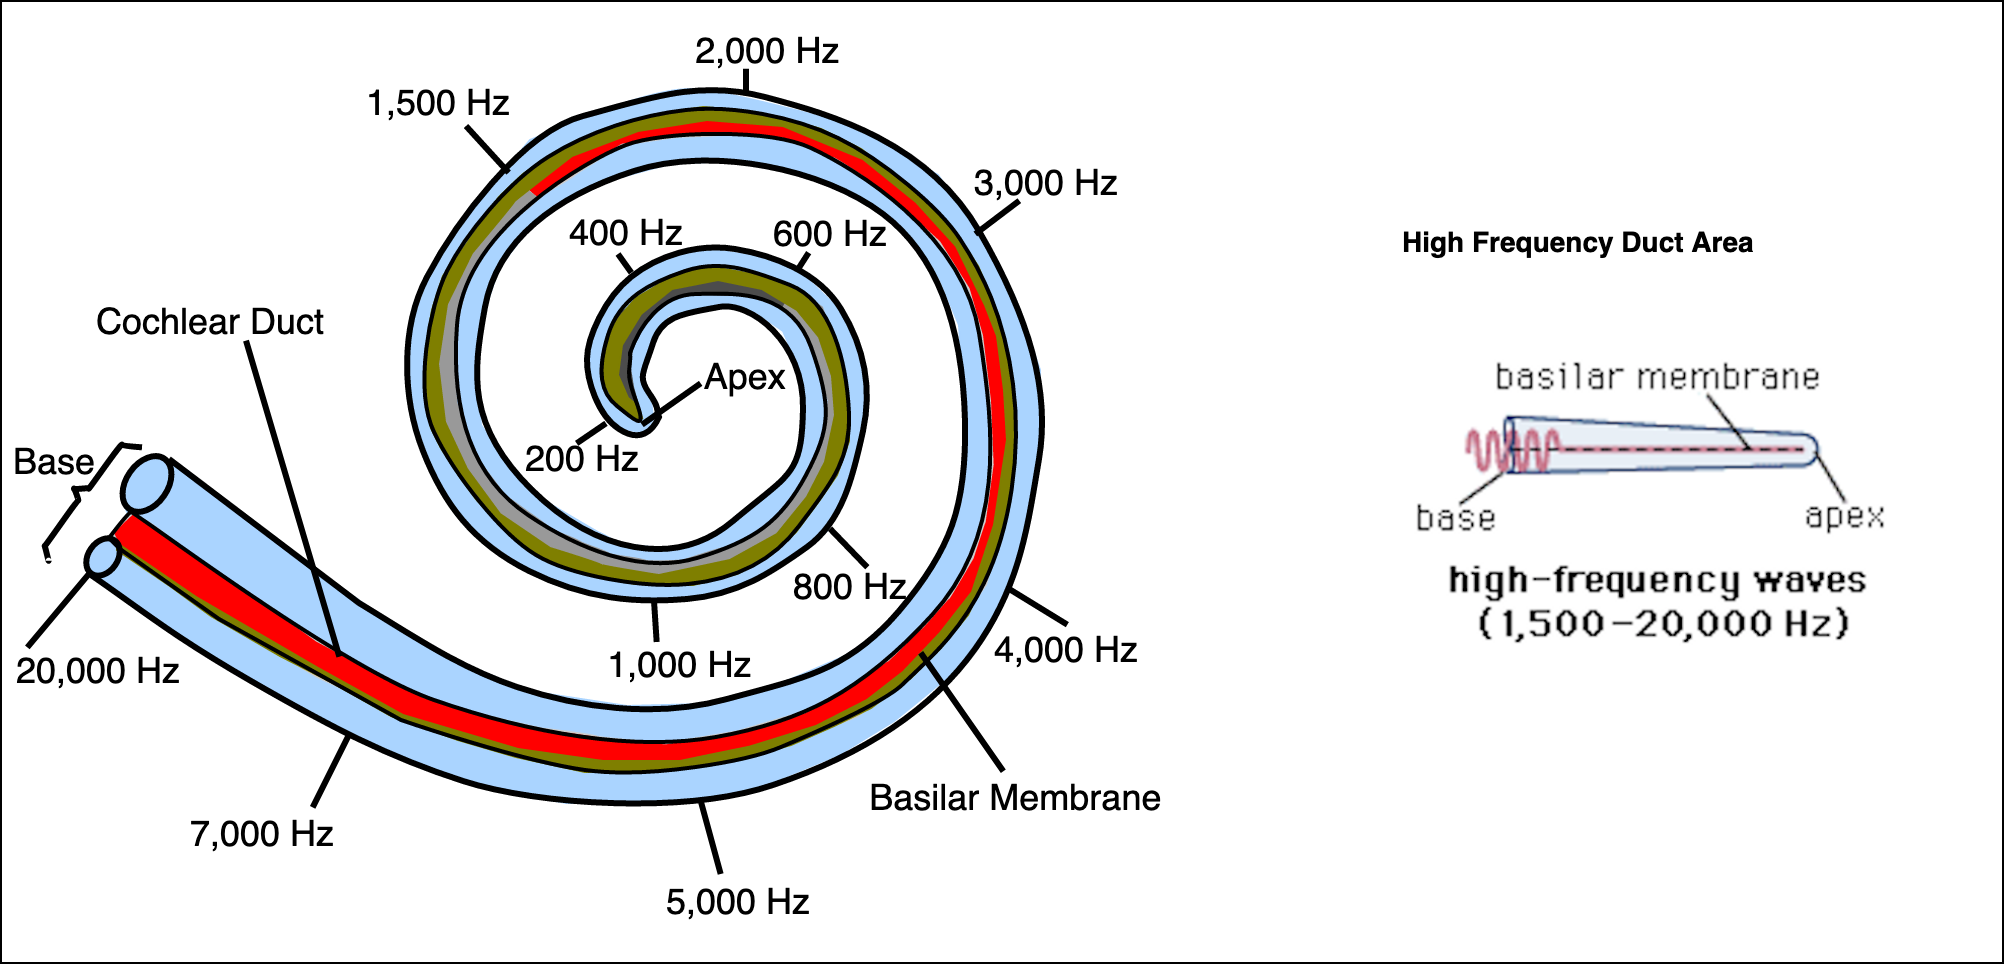 2,000 Hz
1,500 Hz
3,000 Hz
400 Hz
600 Hz
High Frequency Duct Area
Cochlear Duct
Apex
basilar membrane
Base
200 Hz
base
apex
800 Hz
high-frequency waves
(1,500-20,000 Hz)
20,000 Hz
1,000 Hz
4,000 Hz
Basilar Membrane
7,000 Hz
5,000 Hz